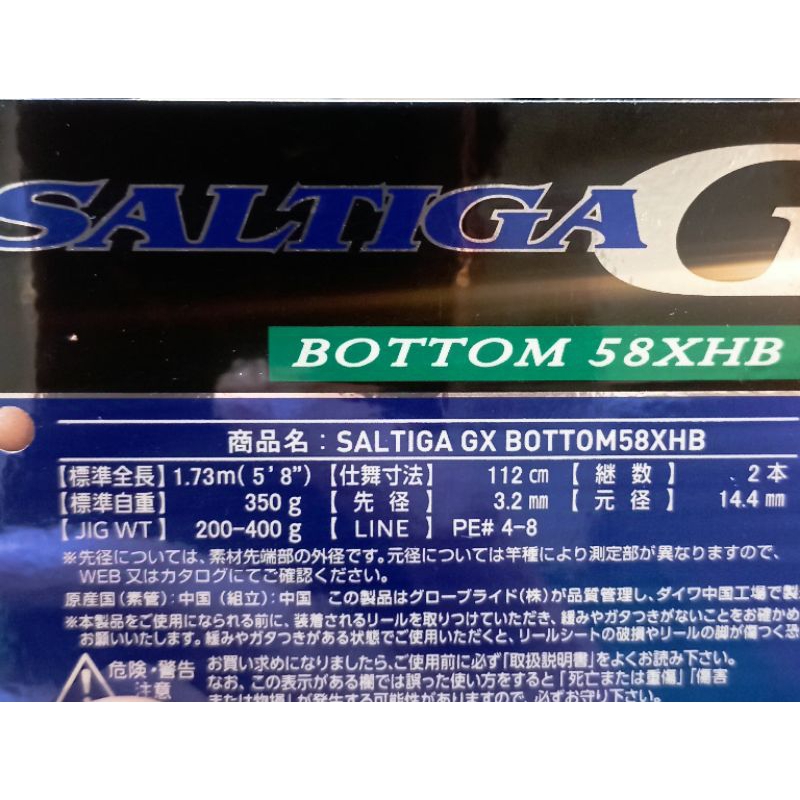 SALTIGA G
BOTTOM 58XHB
商品名：SALTIGA GX BOTTOM58XHB
【標準全長】1.73m(5'8") 【仕舞寸法】 112㎝ 【継 数】 2本
【標準自重】 350g 【先 径】 3.2㎜ 【元 径】 14.4㎜
【JIG WT】 200-400g 【LINE】 PE# 4-8
※先径については、素材先端部の外径です。元径については竿種により測定部が異なりますので、
WEB又はカタログにてご確認ください。
原産国（素管）：中国（組立）：中国 この製品はグローブライド(株)が品質管理し、ダイワ中国工場で製
※本製品をご使用になられる前に、装着されるリールを取りつけていただき、緩みやガタつきがないことをお確かめ
お願いいたします。緩みやガタつきがある状態でご使用いただくと、リールシートの破損やリールの脚が傷つく恐
危険・警告 お買い求めになりましたら、ご使用前に必ず「取扱説明書」をよくお読み下さい。
注意 なお、この表示がある欄では誤った使い方をすると「死亡または重傷」「傷害
または物損」が発生する可能性がありますので、必ずお守り下さい。